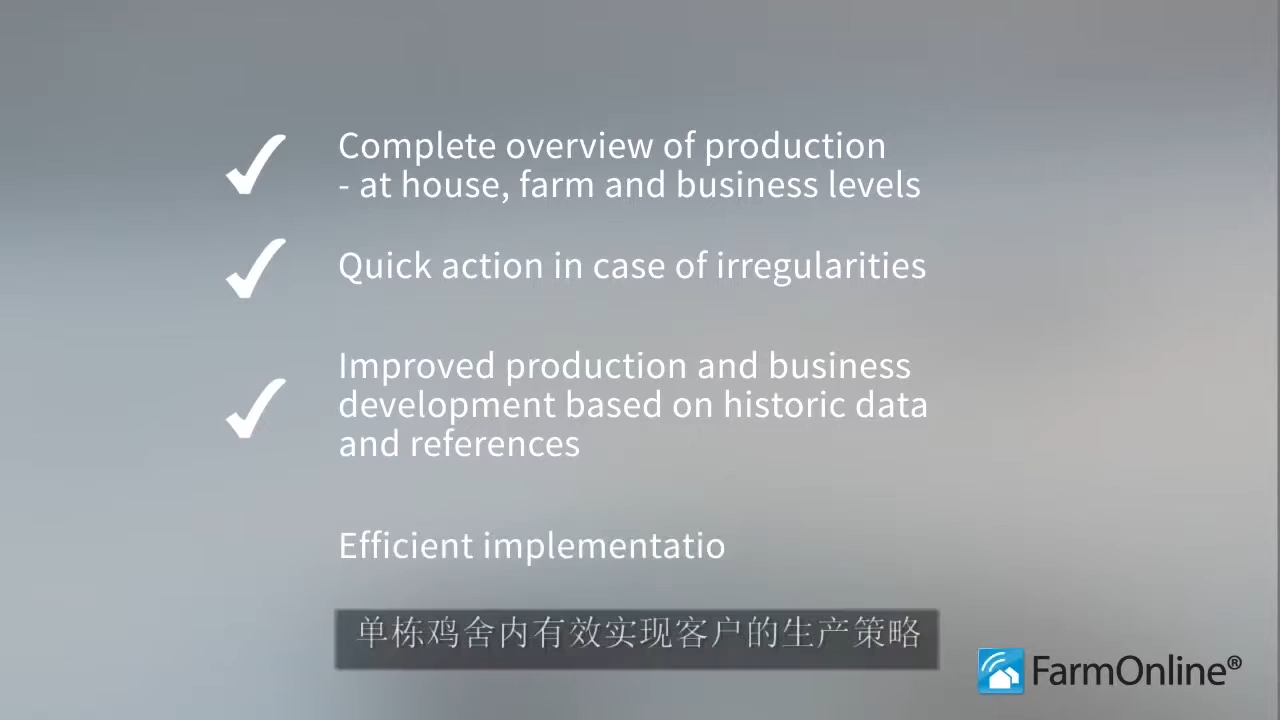 Complete overview of production
- at house, farm and business levels
Quick action in case of irregularities
Improved production and business
development based on historic data
and references
Efficient implementatio
单栋鸡舍内有效实现客户的生产策略
FarmOnline®